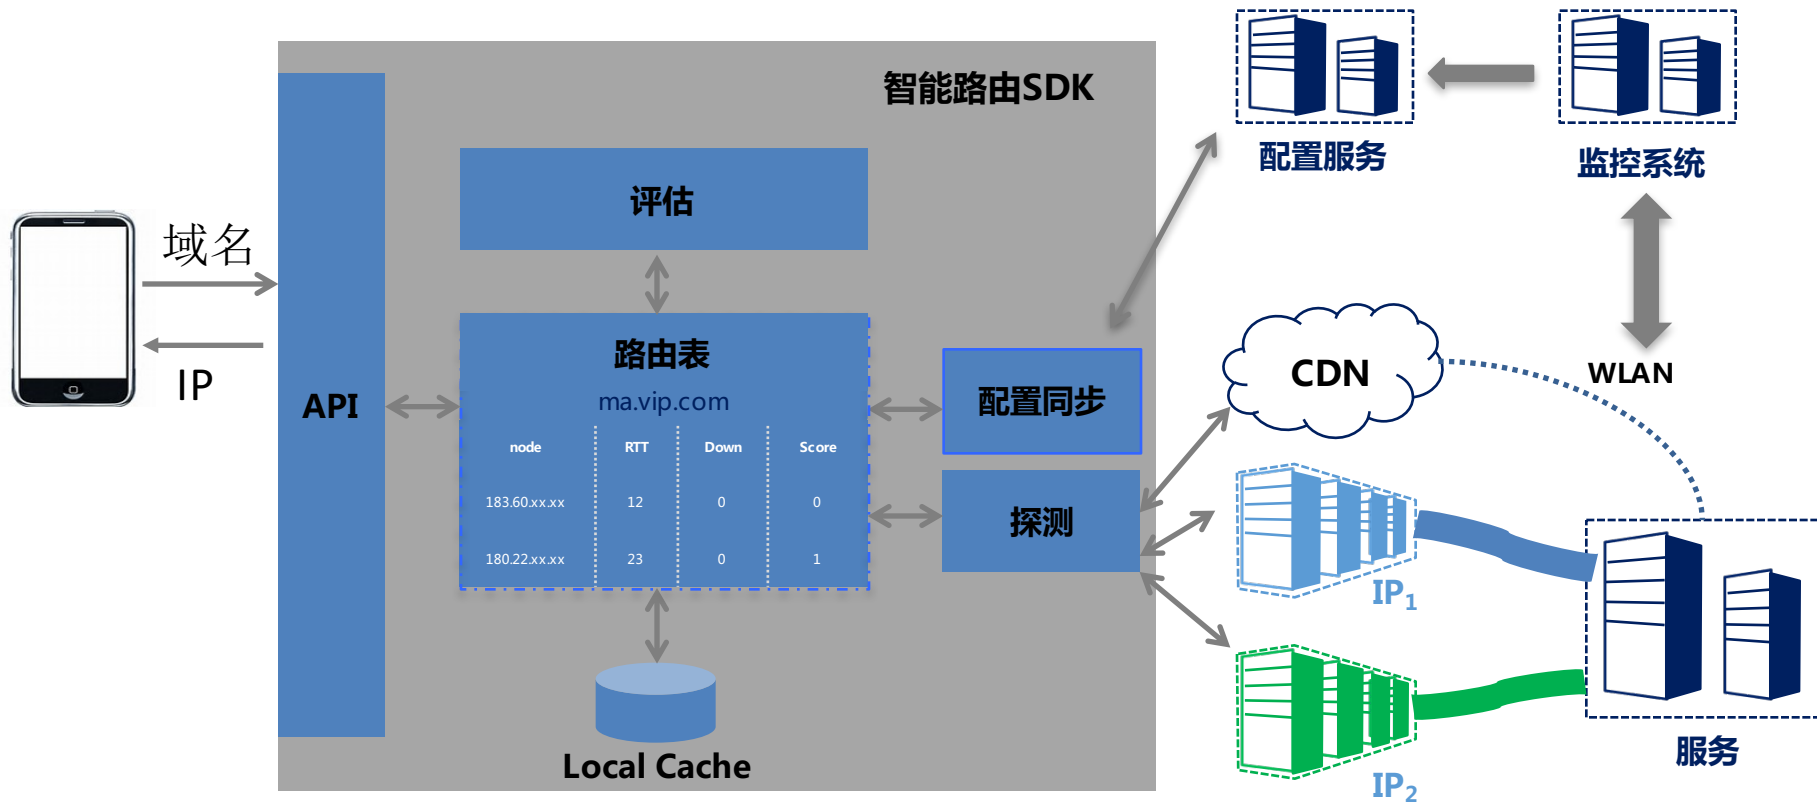 智能路由SDK
配置服务
监控系统
域名
IP
API
评估
路由表
ma.vip.com
node RTT Down Score
183.60.xx.xx 12 0 0
180.22.xx.xx 23 0 1
配置同步
探测
Local Cache
CDN
WLAN
IP1
IP2
服务